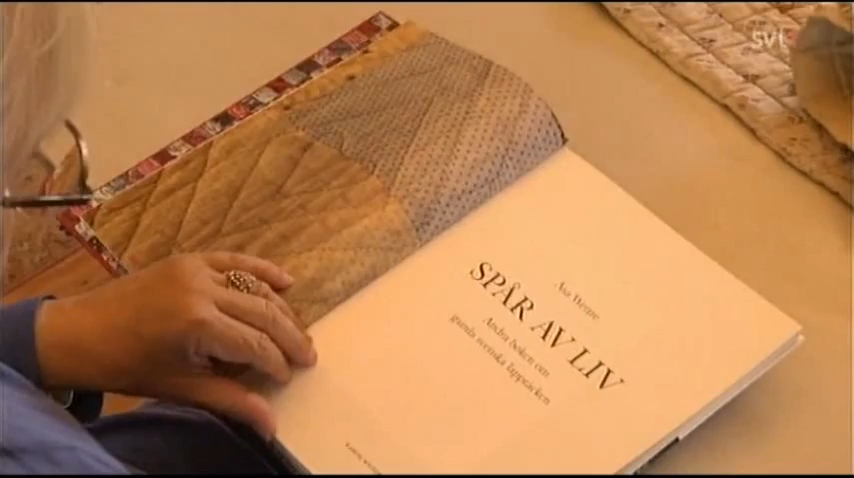 svt
Åsa Wettre
SPÅR AV LIV
Andra boken om
gamla svenska lapptäcken